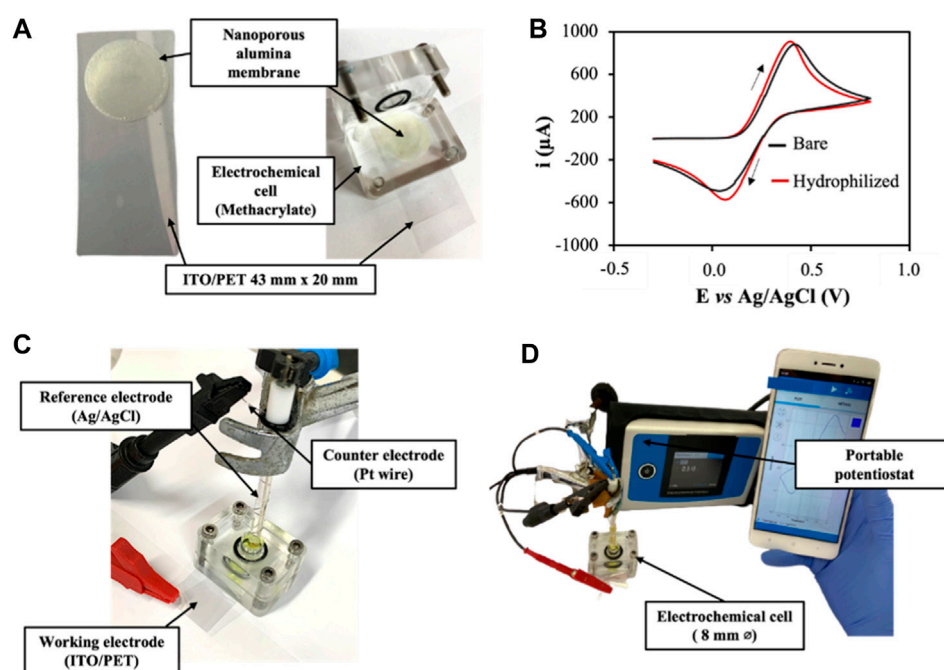 A
Nanoporous
alumina
membrane
Electrochemical
cell
(Methacrylate)
ITO/PET 43 mm x 20 mm
B
1000
600
200
-200
-600
-1000
-0.5
0.0
0.5
1.0
i (µA)
E vs Ag/AgCl (V)
Bare
Hydrophilized
C
Reference electrode
(Ag/AgCl)
Counter electrode
(Pt wire)
Working electrode
(ITO/PET)
D
Portable
potentiostat
Electrochemical cell
( 8 mm ⌀)